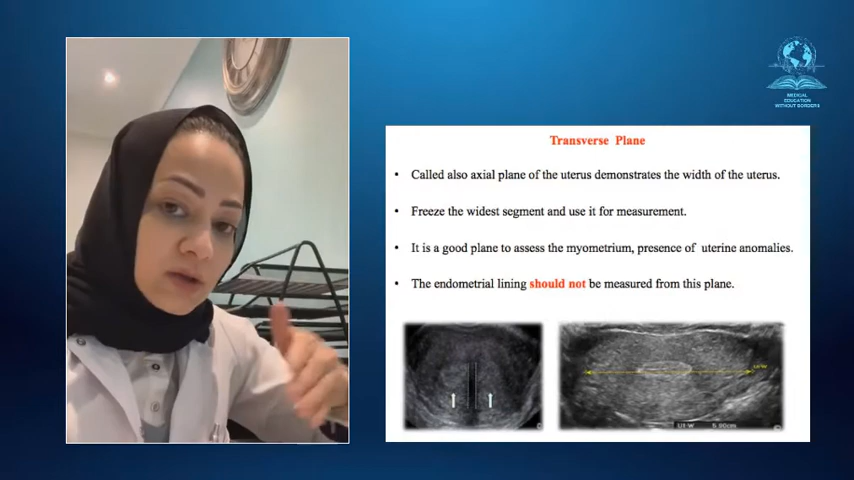 MEDICAL
EDUCATION
WITHOUT BORDERS
Transverse Plane
• Called also axial plane of the uterus demonstrates the width of the uterus.
• Freeze the widest segment and use it for measurement.
• It is a good plane to assess the myometrium, presence of uterine anomalies.
• The endometrial lining should not be measured from this plane.